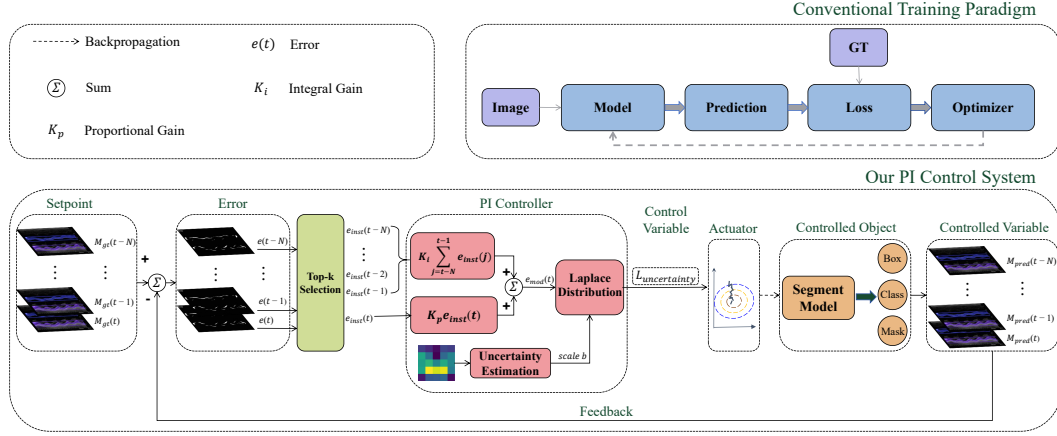 Conventional Training Paradigm
Backpropagation
e(t) Error
Σ Sum
K_i Integral Gain
K_p Proportional Gain
GT
Image
Model
Prediction
Loss
Optimizer
Our PI Control System
Setpoint
M_gt(t−N)
M_gt(t−1)
M_gt(t)
+
-
Σ
Error
e(t−N)
e(t−1)
e(t)
Top-k
Selection
e_inst(t−N)
e_inst(t−2)
e_inst(t−1)
e_inst(t)
PI Controller
K_i ∑_{j=t−N}^{t−1} e_inst(j)
K_p e_inst(t)
+
Σ
+
e_mod(t)
Laplace
Distribution
Uncertainty
Estimation
scale b
Control
Variable
L_uncertainty
Actuator
Controlled Object
Segment
Model
Box
Class
Mask
Controlled Variable
M_pred(t−N)
M_pred(t−1)
M_pred(t)
Feedback